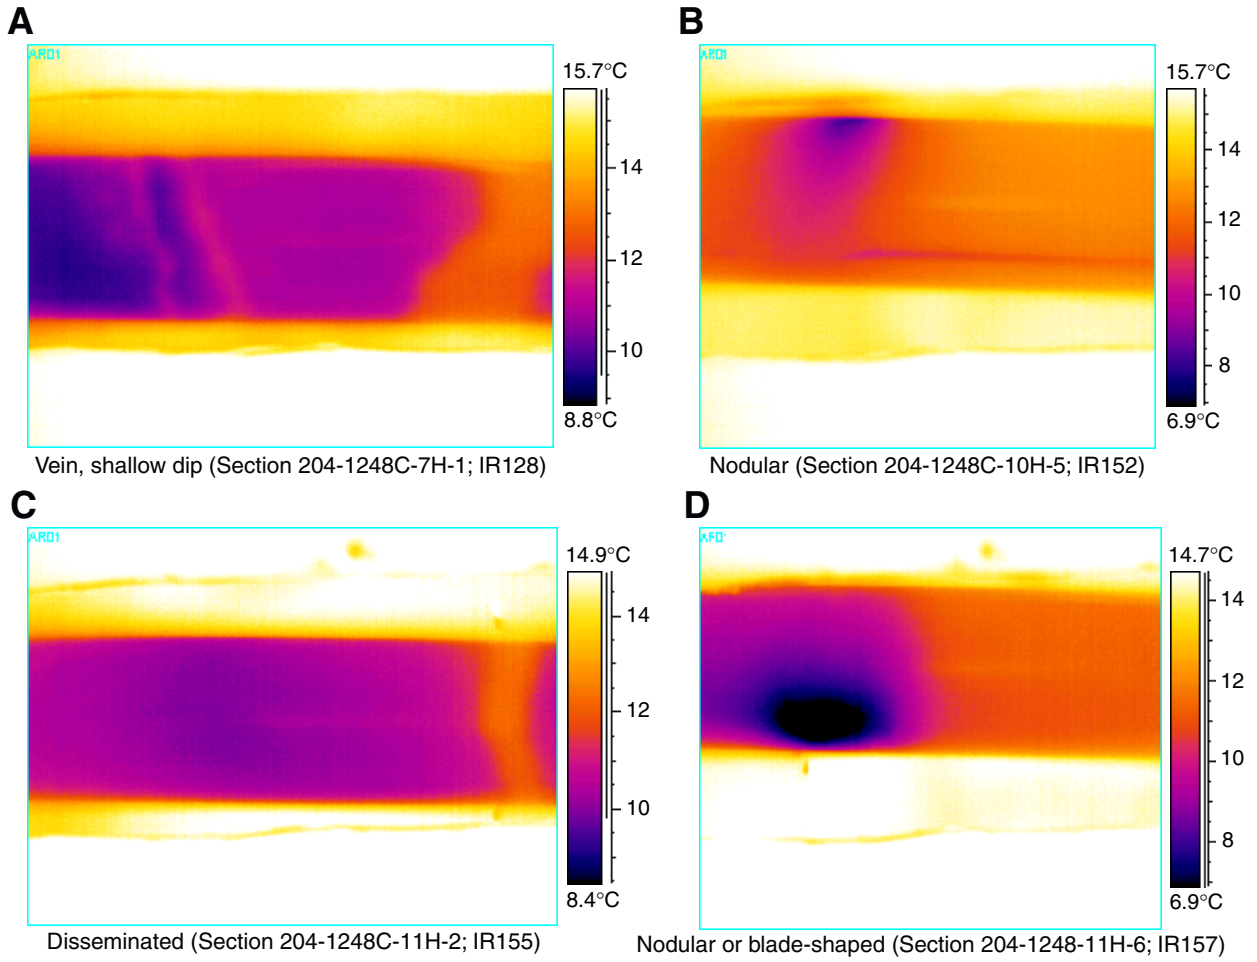 A
AR01
15.7°C
14
12
10
8.8°C
Vein, shallow dip (Section 204-1248C-7H-1; IR128)
B
15.7°C
14
12
10
8
6.9°C
Nodular (Section 204-1248C-10H-5; IR152)
C
AR01
14.9°C
14
12
10
8.4°C
Disseminated (Section 204-1248C-11H-2; IR155)
D
14.7°C
14
12
10
8
6.9°C
Nodular or blade-shaped (Section 204-1248-11H-6; IR157)